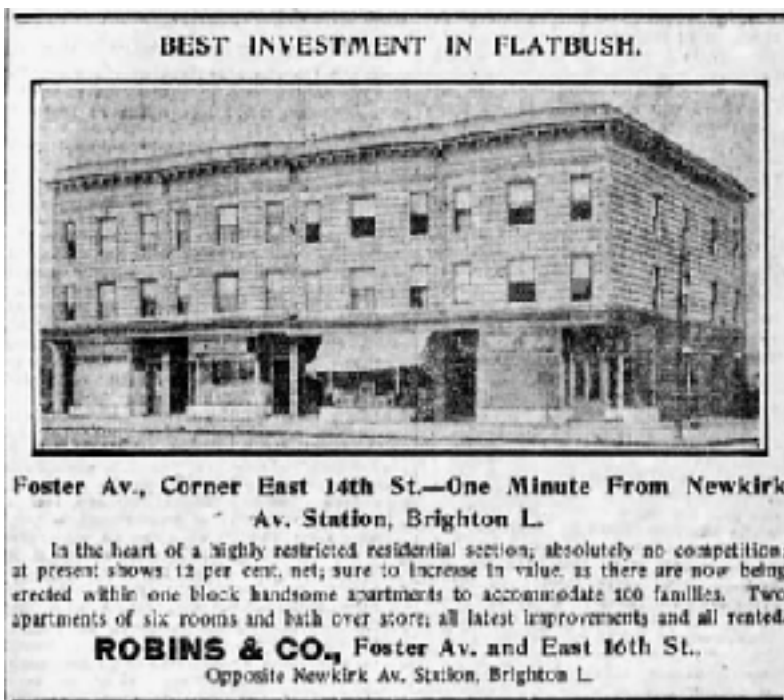 BEST INVESTMENT IN FLATBUSH.
Foster Av., Corner East 14th St.—One Minute From Newkirk
Av. Station, Brighton L.
In the heart of a highly restricted residential section; absolutely no competition;
at present shows 12 per cent. net; sure to increase in value, as there are now being
erected within one block handsome apartments to accommodate 100 families. Two
apartments of six rooms and bath over store; all latest improvements and all rented.
ROBINS & CO., Foster Av. and East 16th St.,
Opposite Newkirk Av. Station, Brighton L.